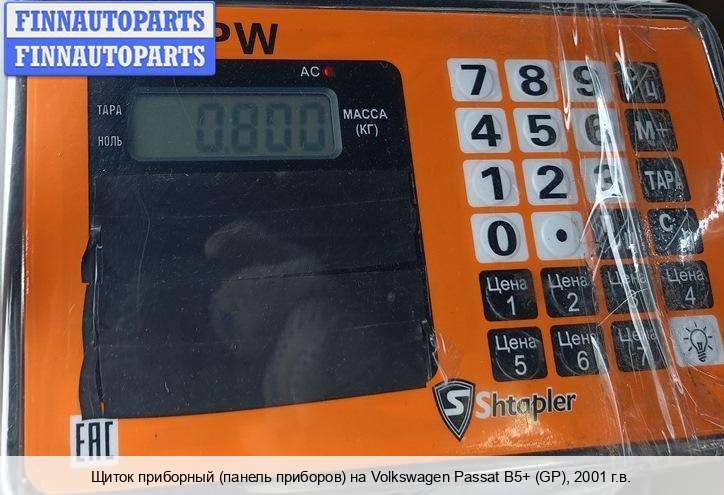 FINNAUTOPARTS
FINNAUTOPARTS
PW
AC
ТАРА
НОЛЬ
0.800
МАССА
(КГ)
7 8 9
4 5 6 M+
1 2 3 ТАРА
0 • C
Цена 1
Цена 2
Цена 3
Цена 4
Цена 5
Цена 6
Цена 7
Shtapler
EAC
Щиток приборный (панель приборов) на Volkswagen Passat B5+ (GP), 2001 г.в.